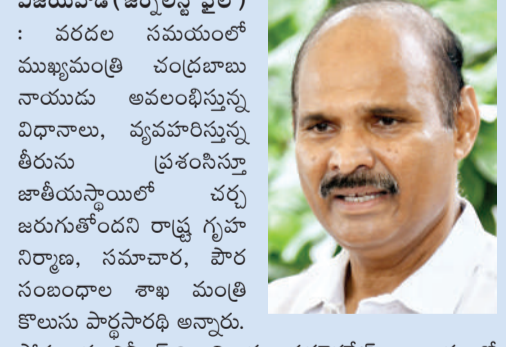 విజయవాడ (జర్నలిస్ట్ ఫైల్)
: వరదల సమయంలో
ముఖ్యమంత్రి చంద్రబాబు
నాయుడు అవలంభిస్తున్న
విధానాలు, వ్యవహరిస్తున్న
తీరును ప్రశంసిస్తూ
జాతీయస్థాయిలో చర్చ
జరుగుతోందని రాష్ట్ర గృహ
నిర్మాణ, సమాచార, పౌర
సంబంధాల శాఖ మంత్రి
కొలుసు పార్థసారథి అన్నారు.